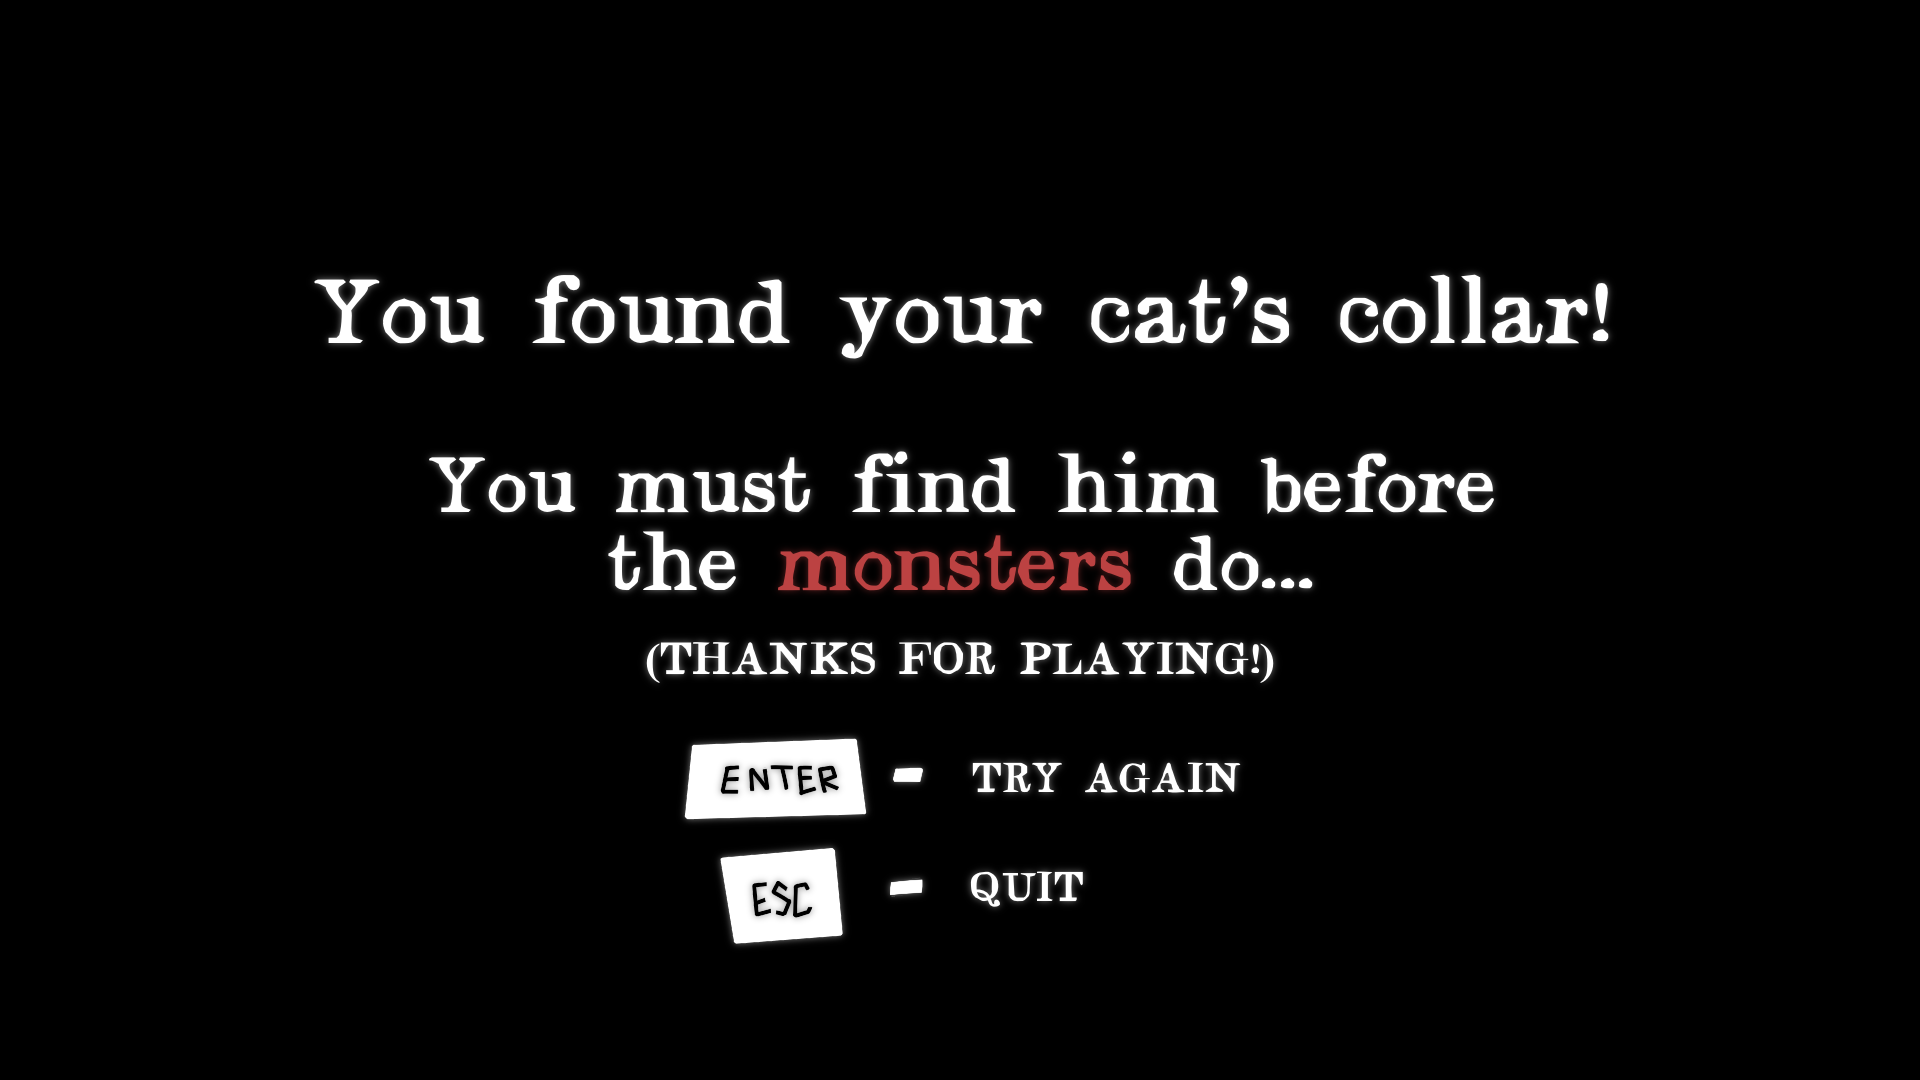 You found your cat's collar!
You must find him before
the monsters do...
(THANKS FOR PLAYING!)
ENTER - TRY AGAIN
ESC - QUIT